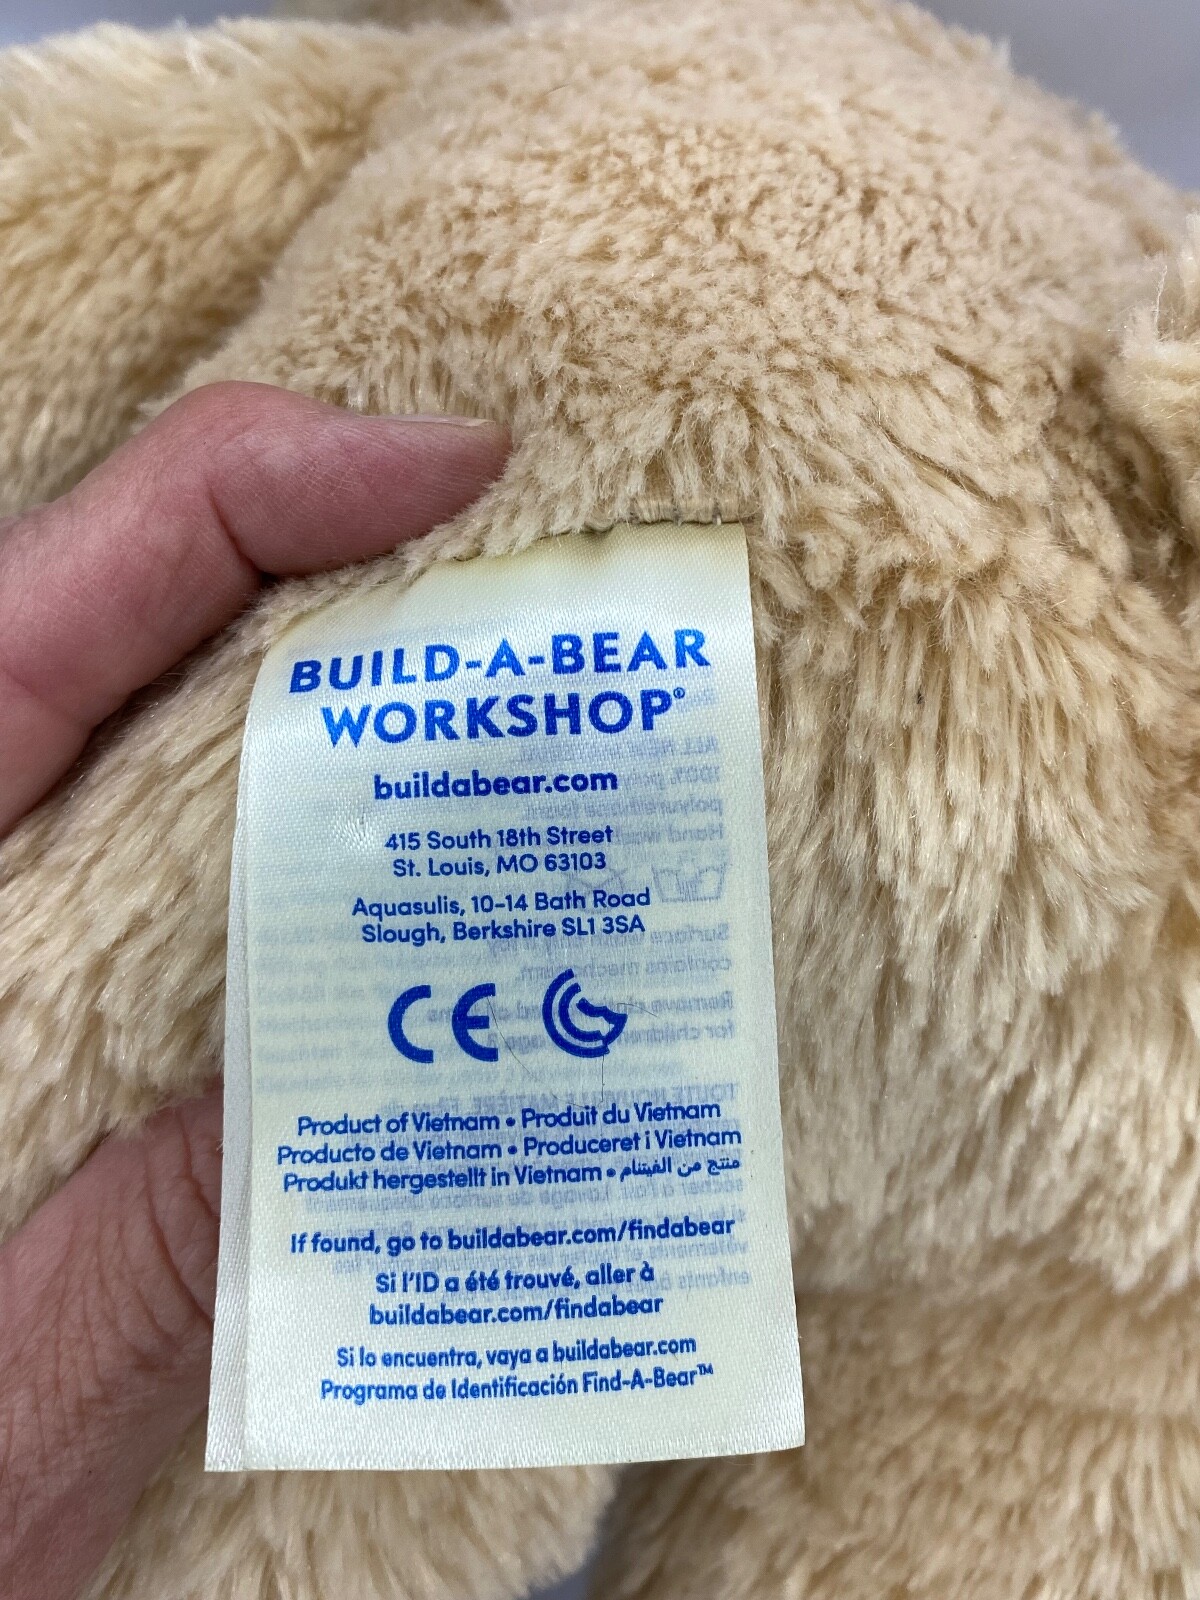 BUILD-A-BEAR
WORKSHOP®
buildabear.com
415 South 18th Street
St. Louis, MO 63103
Aquasulis, 10-14 Bath Road
Slough, Berkshire SL1 3SA
CE
Product of Vietnam • Produit du Vietnam
Producto de Vietnam • Produceret i Vietnam
Produkt hergestellt in Vietnam • منتج من الفيتنام
If found, go to buildabear.com/findabear
Si l'ID a été trouvé, aller à
buildabear.com/findabear
Si lo encuentra, vaya a buildabear.com
Programa de Identificación Find-A-Bear™